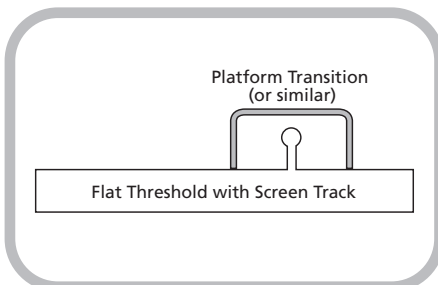 Platform Transition
(or similar)
Flat Threshold with Screen Track